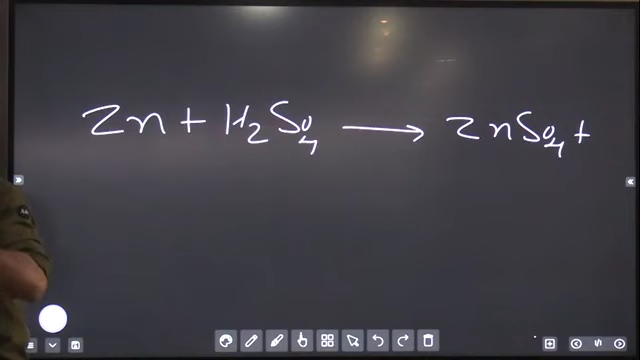 Zn + H2SO4 → ZnSO4 +